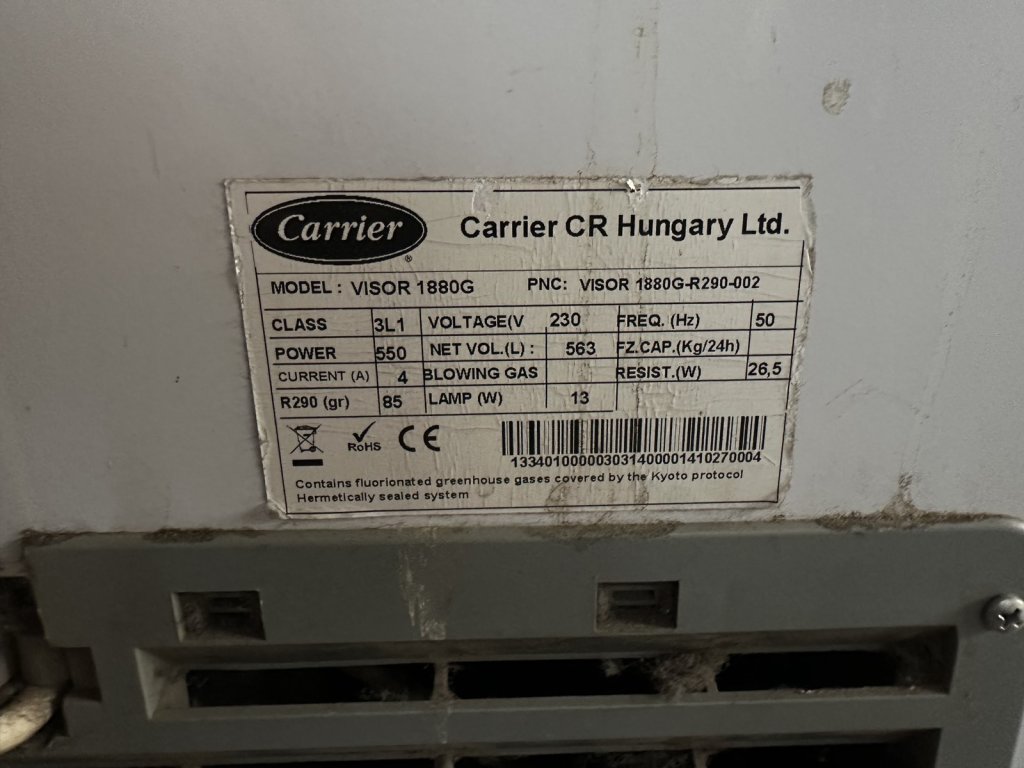 Carrier
®
Carrier CR Hungary Ltd.
MODEL : VISOR 1880G PNC: VISOR 1880G-R290-002
CLASS 3L1 VOLTAGE(V 230 FREQ. (Hz) 50
POWER 550 NET VOL.(L) : 563 FZ.CAP.(Kg/24h)
CURRENT (A) 4 BLOWING GAS RESIST.(W) 26,5
R290 (gr) 85 LAMP (W) 13
RoHS CE
133401000003031400001410270004
Contains fluorionated greenhouse gases covered by the Kyoto protocol
Hermetically sealed system